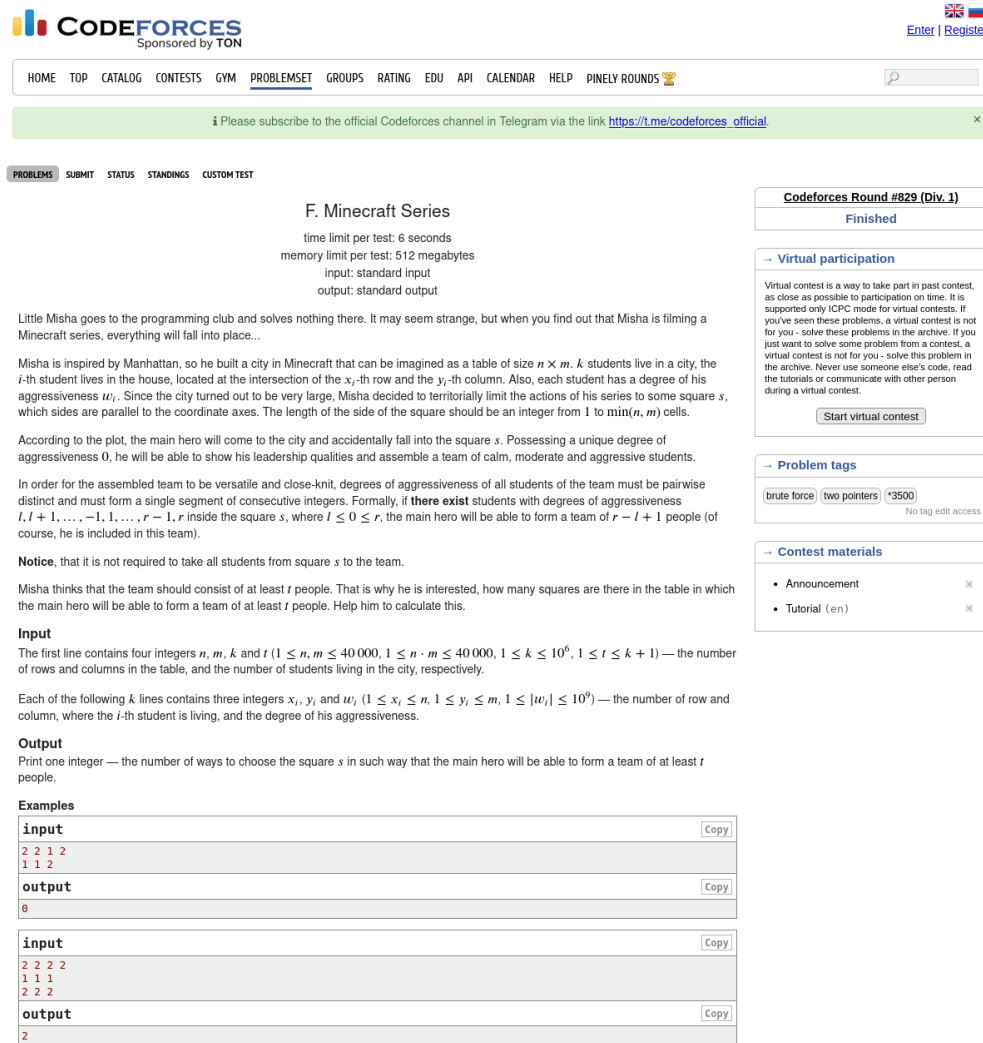 CODEFORCES
Sponsored by TON
Enter | Registe
HOME TOP CATALOG CONTESTS GYM PROBLEMSET GROUPS RATING EDU API CALENDAR HELP PINELY ROUNDS
Please subscribe to the official Codeforces channel in Telegram via the link https://t.me/codeforces_official.
×
PROBLEMS SUBMIT STATUS STANDINGS CUSTOM TEST
F. Minecraft Series
time limit per test: 6 seconds
memory limit per test: 512 megabytes
input: standard input
output: standard output
Little Misha goes to the programming club and solves nothing there. It may seem strange, but when you find out that Misha is filming a
Minecraft series, everything will fall into place...
Misha is inspired by Manhattan, so he built a city in Minecraft that can be imagined as a table of size n × m. k students live in a city, the
i-th student lives in the house, located at the intersection of the x_i-th row and the y_i-th column. Also, each student has a degree of his
aggressiveness w_i. Since the city turned out to be very large, Misha decided to territorially limit the actions of his series to some square s,
which sides are parallel to the coordinate axes. The length of the side of the square should be an integer from 1 to min(n, m) cells.
According to the plot, the main hero will come to the city and accidentally fall into the square s. Possessing a unique degree of
aggressiveness 0, he will be able to show his leadership qualities and assemble a team of calm, moderate and aggressive students.
In order for the assembled team to be versatile and close-knit, degrees of aggressiveness of all students of the team must be pairwise
distinct and must form a single segment of consecutive integers. Formally, if there exist students with degrees of aggressiveness
l, l + 1, … , −1, 1, … , r − 1, r inside the square s, where l ≤ 0 ≤ r, the main hero will be able to form a team of r − l + 1 people (of
course, he is included in this team).
Notice, that it is not required to take all students from square s to the team.
Misha thinks that the team should consist of at least t people. That is why he is interested, how many squares are there in the table in which
the main hero will be able to form a team of at least t people. Help him to calculate this.
Input
The first line contains four integers n, m, k and t (1 ≤ n, m ≤ 40 000, 1 ≤ n · m ≤ 40 000, 1 ≤ k ≤ 10^6, 1 ≤ t ≤ k + 1) — the number
of rows and columns in the table, and the number of students living in the city, respectively.
Each of the following k lines contains three integers x_i, y_i and w_i (1 ≤ x_i ≤ n, 1 ≤ y_i ≤ m, 1 ≤ |w_i| ≤ 10^9) — the number of row and
column, where the i-th student is living, and the degree of his aggressiveness.
Output
Print one integer — the number of ways to choose the square s in such way that the main hero will be able to form a team of at least t
people.
Examples
input
Copy
2 2 1 2
1 1 2
output
Copy
0
input
Copy
2 2 2 2
1 1 1
2 2 2
output
Copy
2
Codeforces Round #829 (Div. 1)
Finished
→ Virtual participation
Virtual contest is a way to take part in past contest,
as close as possible to participation on time. It is
supported only ICPC mode for virtual contests. If
you've seen these problems, a virtual contest is not
for you - solve these problems in the archive. If you
just want to solve some problem from a contest, a
virtual contest is not for you - solve this problem in
the archive. Never use someone else's code, read
the tutorials or communicate with other person
during a virtual contest.
Start virtual contest
→ Problem tags
brute force two pointers *3500
No tag edit access
→ Contest materials
Announcement
Tutorial (en)